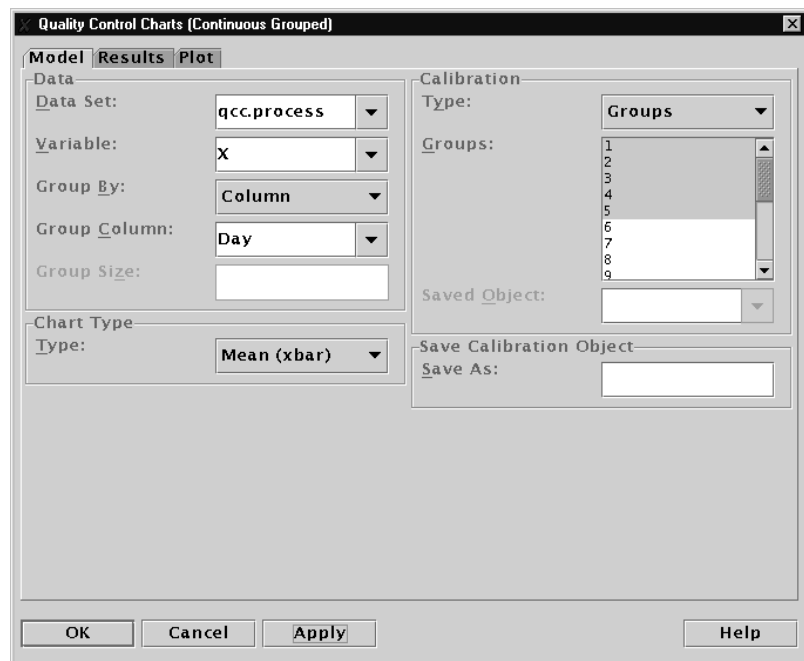 Quality Control Charts (Continuous Grouped)
Model Results Plot
Data
Data Set: qcc.process
Variable: X
Group By: Column
Group Column: Day
Group Size:
Chart Type
Type: Mean (xbar)
Calibration
Type: Groups
Groups:
1
2
3
4
5
6
7
8
9
Saved Object:
Save Calibration Object
Save As:
OK Cancel Apply Help